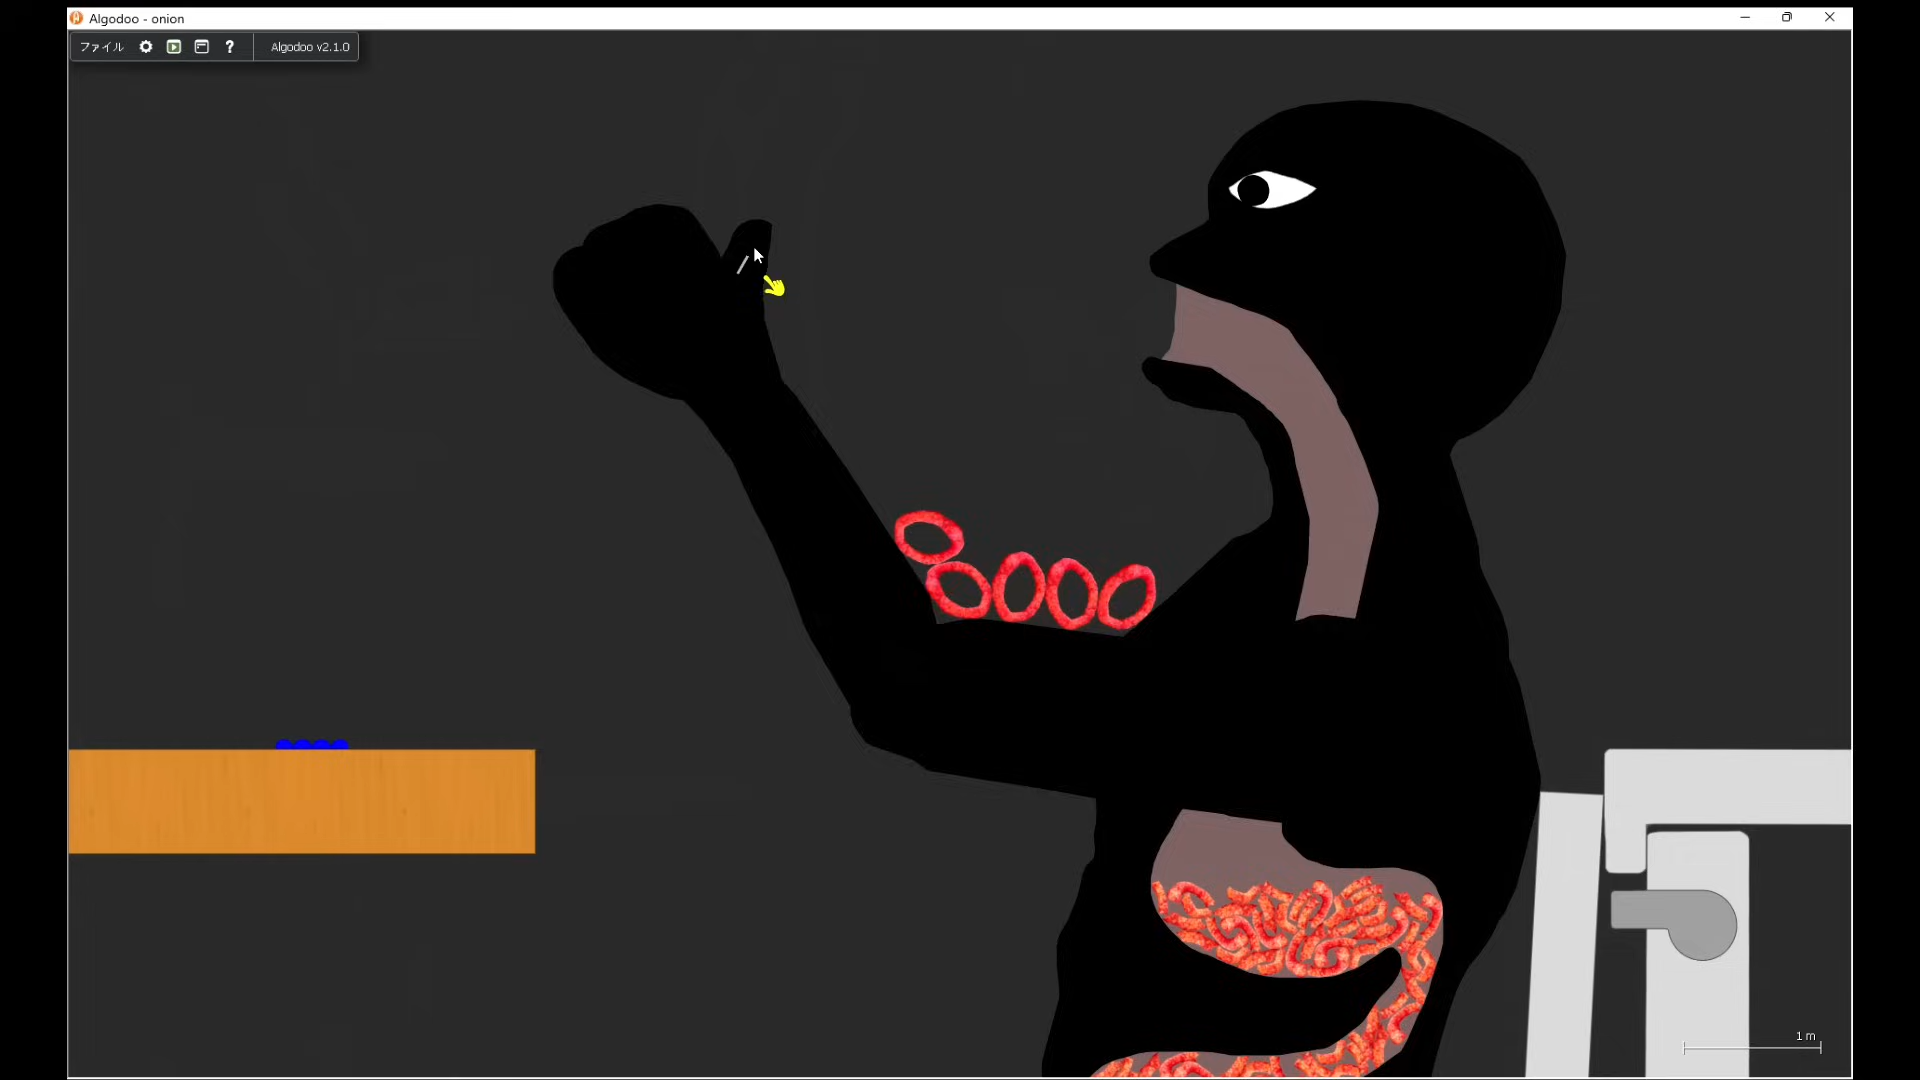 Algodoo - onion
ファイル ? Algodoo v2.1.0
1 m